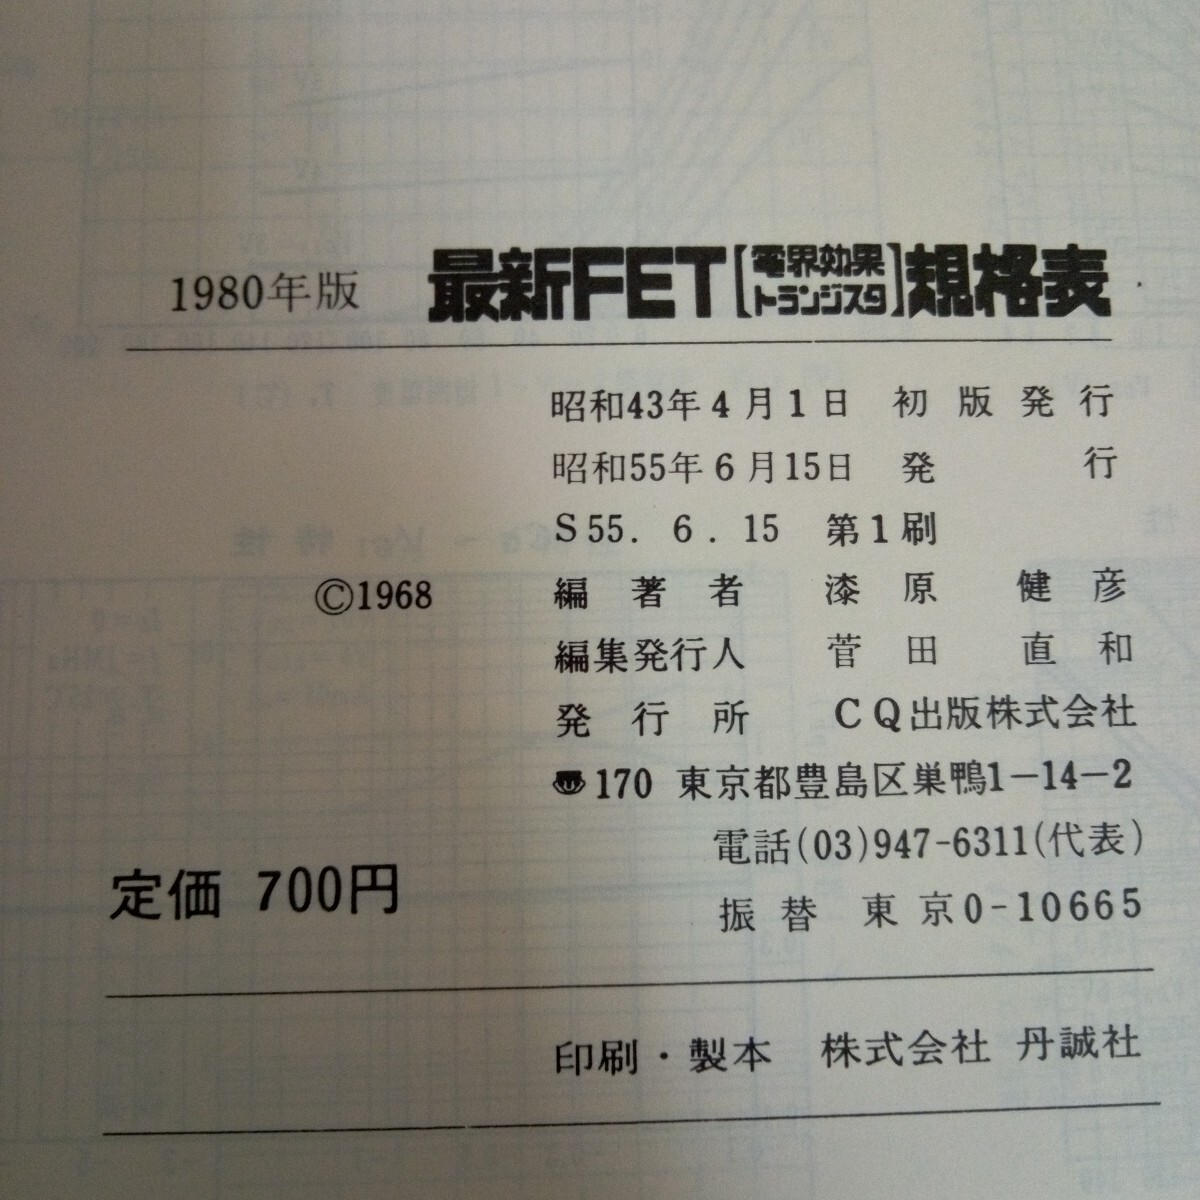 1980年版 最新FET[電界効果トランジスタ]規格表
昭和43年4月1日 初版発行
昭和55年6月15日 発行
S55.6.15 第1刷
©1968 編著者 漆原健彦
編集発行人 菅田直和
発行所 CQ出版株式会社
170 東京都豊島区巣鴨1-14-2
電話(03)947-6311(代表)
定価 700円
振替 東京0-10665
印刷・製本 株式会社 丹誠社